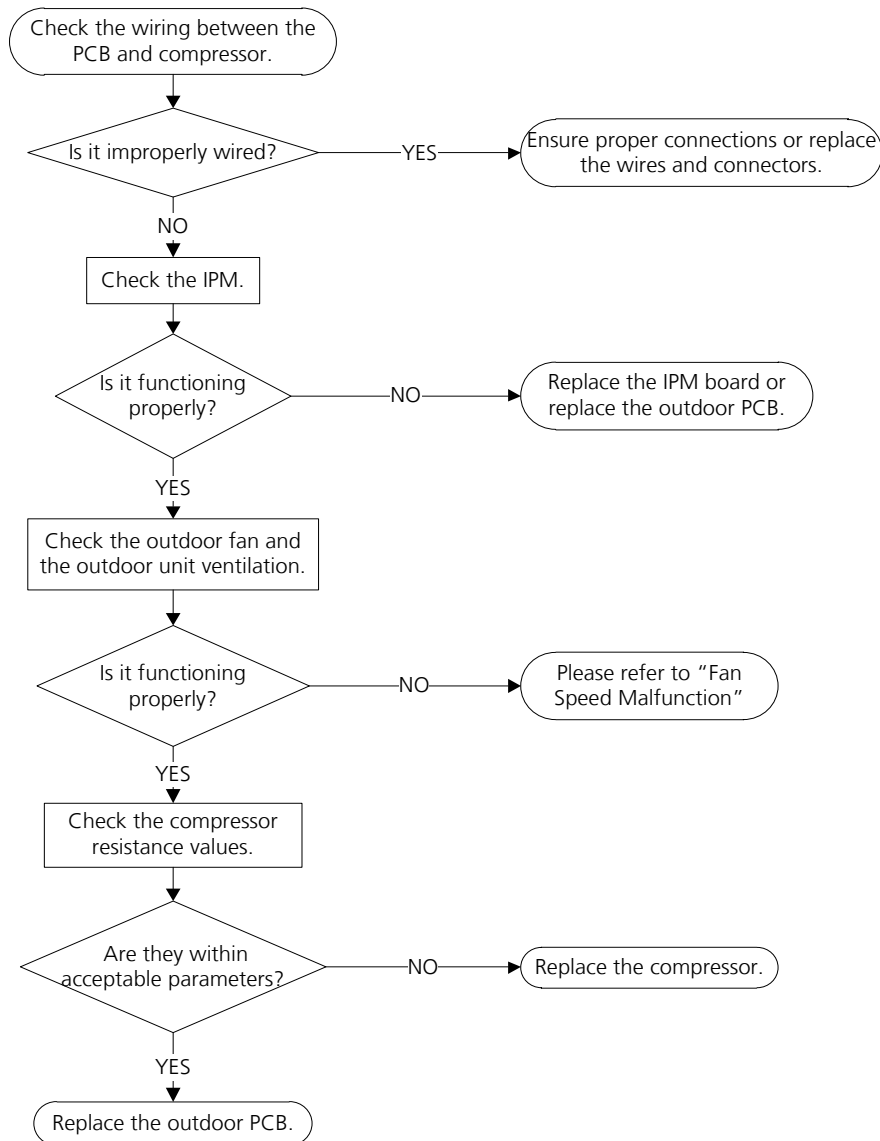 Check the wiring between the
PCB and compressor.
Is it improperly wired?
YES
Ensure proper connections or replace
the wires and connectors.
NO
Check the IPM.
Is it functioning
properly?
NO
Replace the IPM board or
replace the outdoor PCB.
YES
Check the outdoor fan and
the outdoor unit ventilation.
Is it functioning
properly?
NO
Please refer to “Fan
Speed Malfunction”
YES
Check the compressor
resistance values.
Are they within
acceptable parameters?
NO
Replace the compressor.
YES
Replace the outdoor PCB.